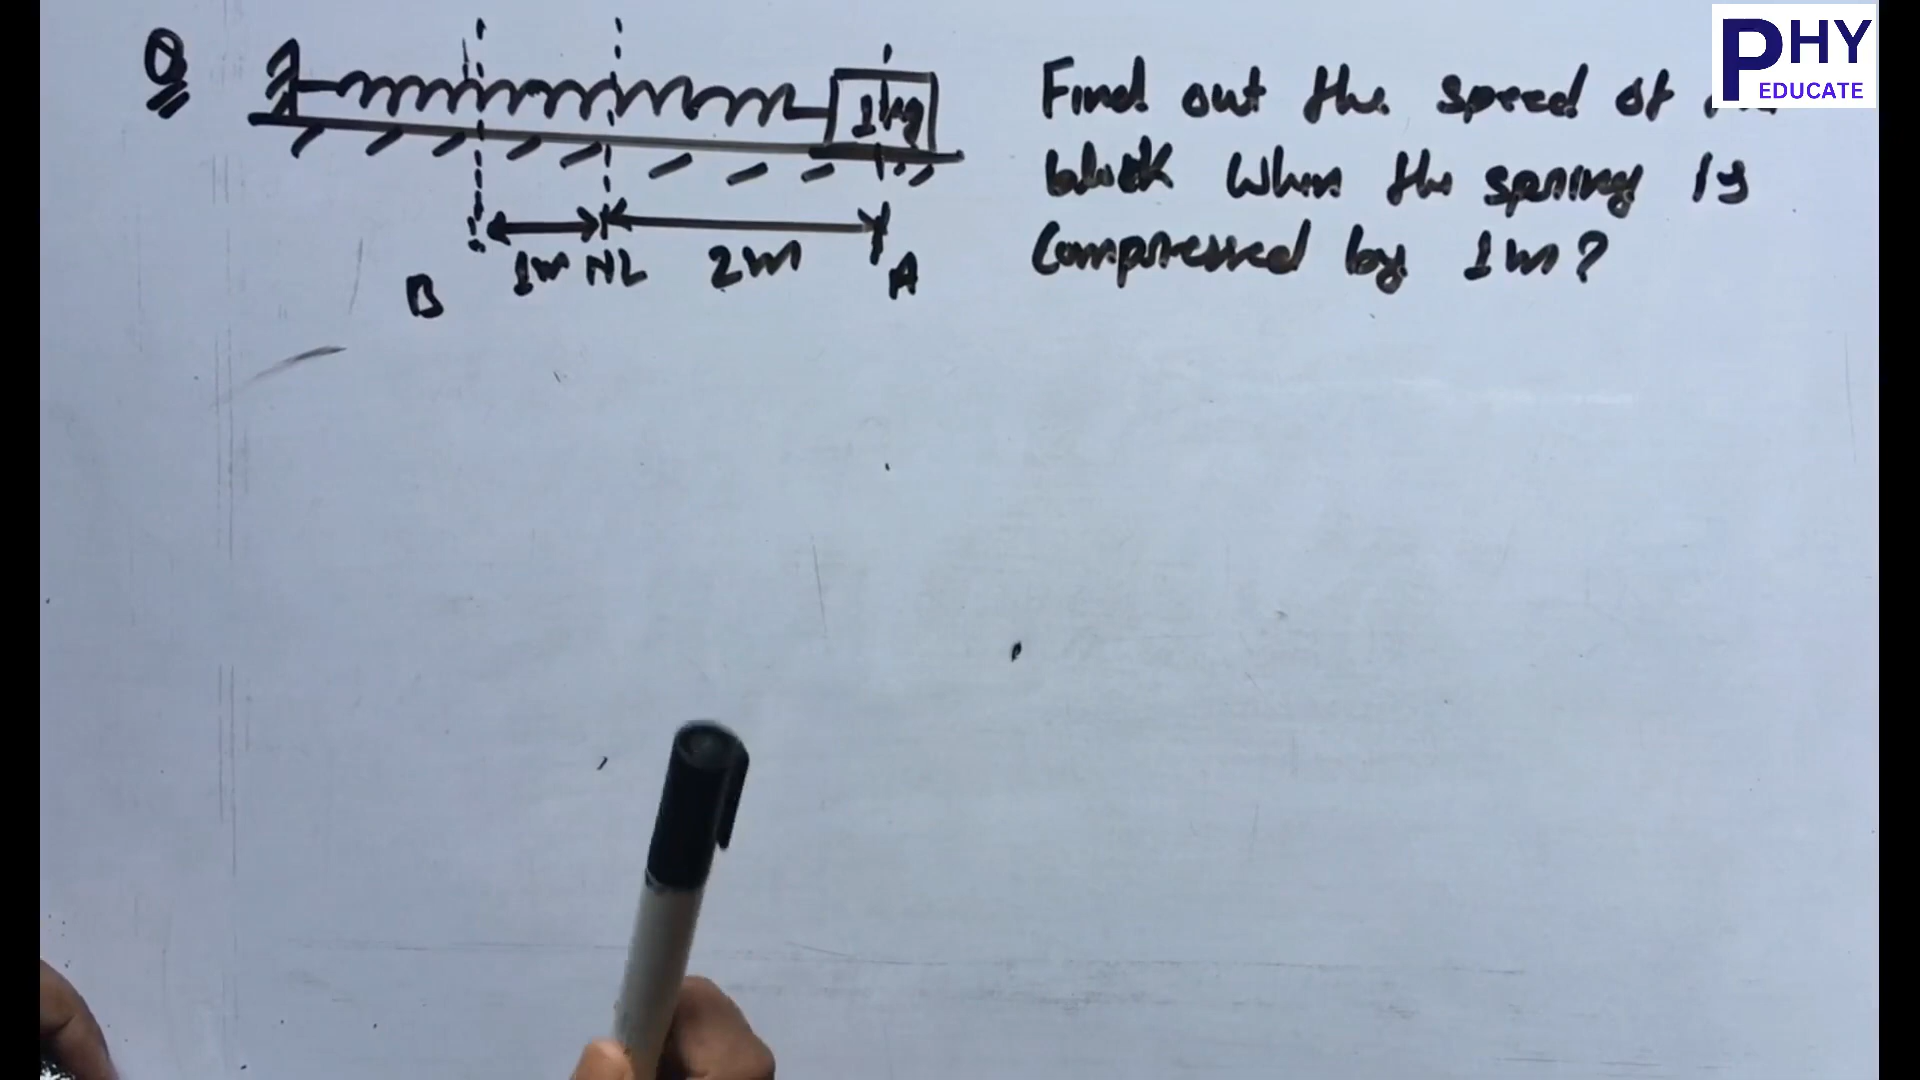 Q
1kg
Find out the speed of
block when the spring is
compressed by 1m?
1m NL 2m A
B
PHY
EDUCATE